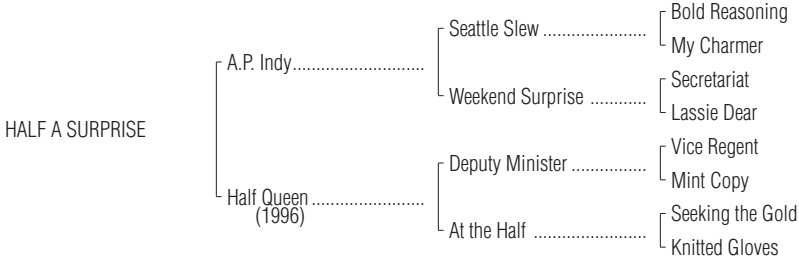 Bold Reasoning
Seattle Slew ......................
My Charmer
A.P. Indy............................
Secretariat
Weekend Surprise ............
Lassie Dear
HALF A SURPRISE
Vice Regent
Deputy Minister ................
Mint Copy
Half Queen........................
(1996)
Seeking the Gold
At the Half ........................
Knitted Gloves